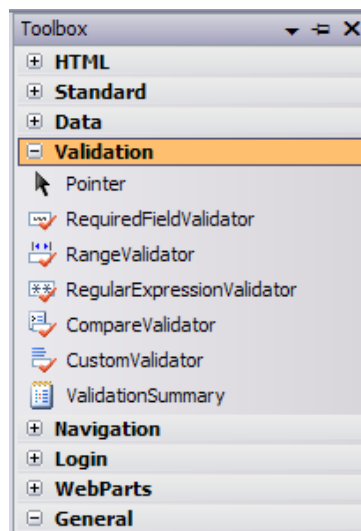 Toolbox
HTML
Standard
Data
Validation
Pointer
RequiredFieldValidator
RangeValidator
RegularExpressionValidator
CompareValidator
CustomValidator
ValidationSummary
Navigation
Login
WebParts
General